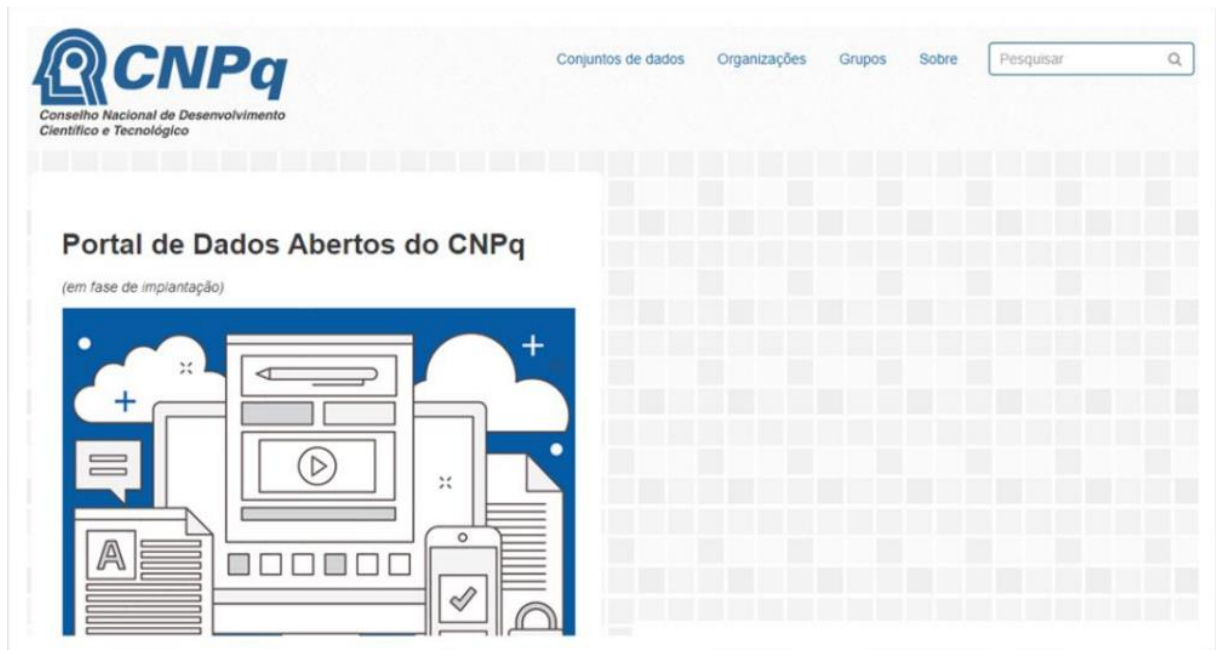 CNPq
Conselho Nacional de Desenvolvimento
Científico e Tecnológico
Conjuntos de dados Organizações Grupos Sobre Pesquisar
Portal de Dados Abertos do CNPq
(em fase de implantação)
A